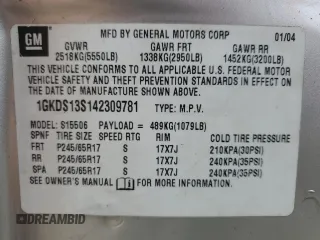 GM
MFD BY GENERAL MOTORS CORP 01/04
GVWR GAWR FRT GAWR RR
2518KG(5550LB) 1338KG(2950LB) 1452KG(3200LB)
THIS VEHICLE CONFORMS TO ALL APPLICABLE U.S. FEDERAL MOTOR
VEHICLE SAFETY AND THEFT PREVENTION STANDARDS IN EFFECT ON
THE DATE OF MANUFACTURE SHOWN ABOVE.
1GKDS13S142309781 TYPE: M.P.V.
MODEL: S15506 PAYLOAD = 489KG(1079LB)
SPNF TIRE SIZE SPEED RTG RIM COLD TIRE PRESSURE
FRT P245/65R17 S 17X7J 210KPA(30PSI)
RR P245/65R17 S 17X7J 240KPA(35PSI)
SPA P245/65R17 S 17X7J 240KPA(35PSI)
SEE OWNER'S MANUAL FOR ADDITIONAL INFORMATION.
DREAMBID